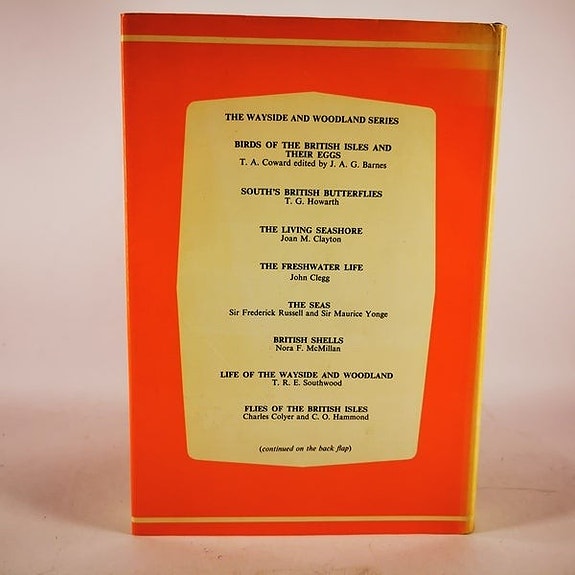 THE WAYSIDE AND WOODLAND SERIES
BIRDS OF THE BRITISH ISLES AND
THEIR EGGS
T. A. Coward edited by J. A. G. Barnes
SOUTH'S BRITISH BUTTERFLIES
T. G. Howarth
THE LIVING SEASHORE
Joan M. Clayton
THE FRESHWATER LIFE
John Clegg
THE SEAS
Sir Frederick Russell and Sir Maurice Yonge
BRITISH SHELLS
Nora F. McMillan
LIFE OF THE WAYSIDE AND WOODLAND
T. R. E. Southwood
FLIES OF THE BRITISH ISLES
Charles Colyer and C. O. Hammond
(continued on the back flap)